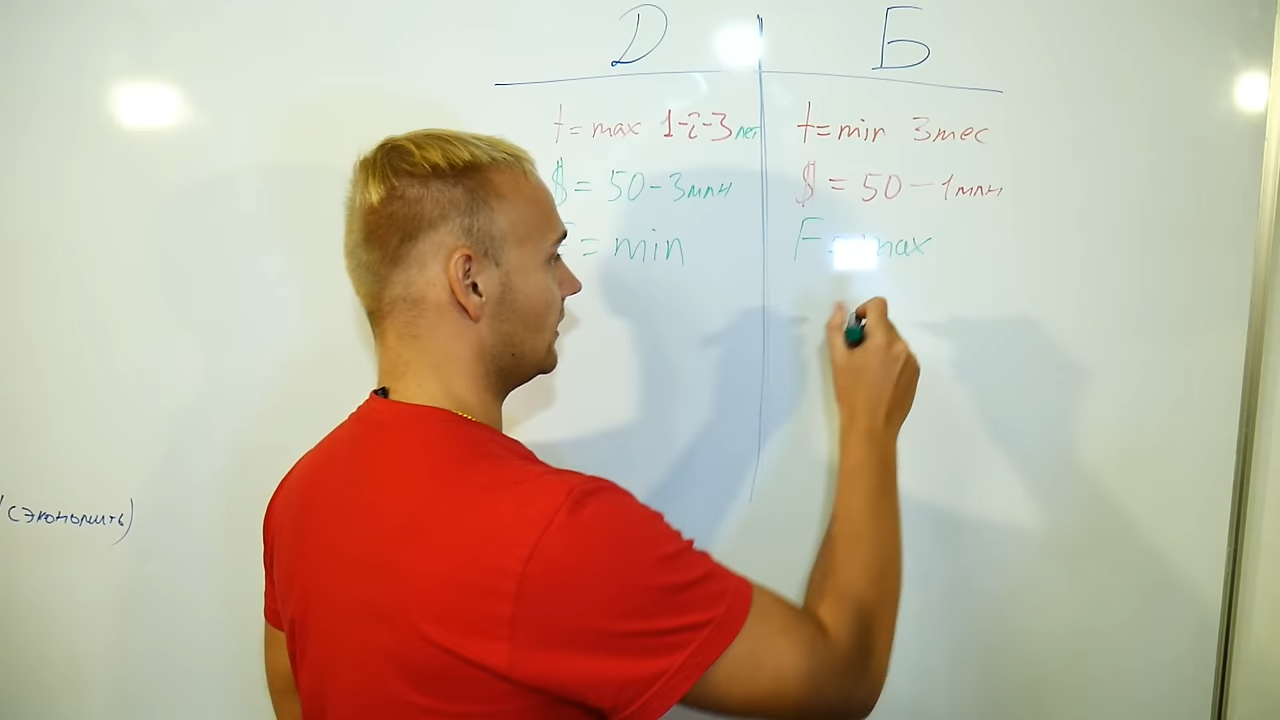 Д Б
t = max 1-2-3 лет t = min 3 мес
$ = 50 - 3 млн $ = 50 - 1 млн
= min F = max
(сэкономить)